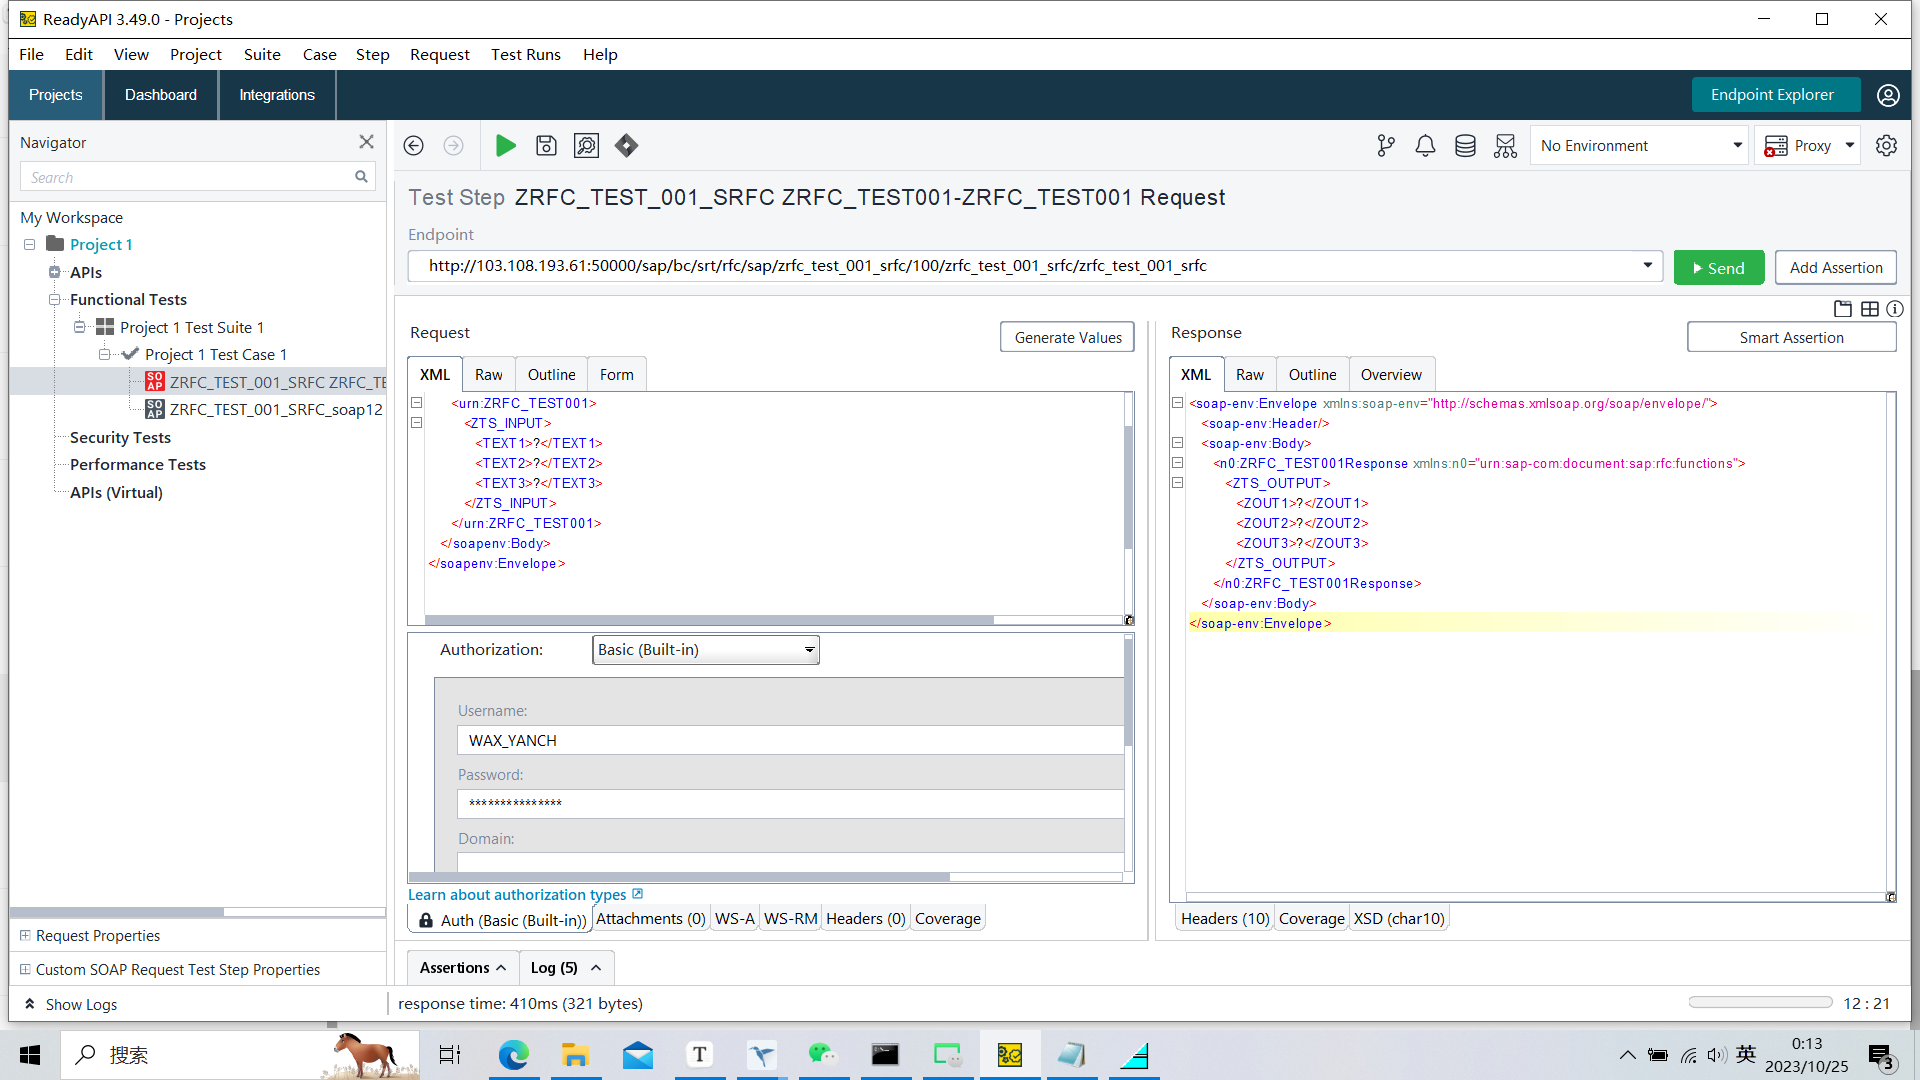 ReadyAPI 3.49.0 - Projects
File Edit View Project Suite Case Step Request Test Runs Help
Projects Dashboard Integrations Endpoint Explorer
Navigator
Search
My Workspace
Project 1
APIs
Functional Tests
Project 1 Test Suite 1
Project 1 Test Case 1
SOAP ZRFC_TEST_001_SRFC ZRFC_TE
SOAP ZRFC_TEST_001_SRFC_soap12
Security Tests
Performance Tests
APIs (Virtual)
Request Properties
Custom SOAP Request Test Step Properties
Show Logs
No Environment Proxy
Test Step ZRFC_TEST_001_SRFC ZRFC_TEST001-ZRFC_TEST001 Request
Endpoint
http://103.108.193.61:50000/sap/bc/srt/rfc/sap/zrfc_test_001_srfc/100/zrfc_test_001_srfc/zrfc_test_001_srfc
Send
Add Assertion
Request
Generate Values
XML Raw Outline Form
<urn:ZRFC_TEST001>
<ZTS_INPUT>
<TEXT1>?</TEXT1>
<TEXT2>?</TEXT2>
<TEXT3>?</TEXT3>
</ZTS_INPUT>
</urn:ZRFC_TEST001>
</soapenv:Body>
</soapenv:Envelope>
Authorization: Basic (Built-in)
Username:
WAX_YANCH
Password:
***************
Domain:
Learn about authorization types
Auth (Basic (Built-in)) Attachments (0) WS-A WS-RM Headers (0) Coverage
Response
Smart Assertion
XML Raw Outline Overview
<soap-env:Envelope xmlns:soap-env="http://schemas.xmlsoap.org/soap/envelope/">
<soap-env:Header/>
<soap-env:Body>
<n0:ZRFC_TEST001Response xmlns:n0="urn:sap-com:document:sap:rfc:functions">
<ZTS_OUTPUT>
<ZOUT1>?</ZOUT1>
<ZOUT2>?</ZOUT2>
<ZOUT3>?</ZOUT3>
</ZTS_OUTPUT>
</n0:ZRFC_TEST001Response>
</soap-env:Body>
</soap-env:Envelope>
Headers (10) Coverage XSD (char10)
Assertions Log (5)
response time: 410ms (321 bytes)
12 : 21
搜索
T
英
0:13
2023/10/25
3